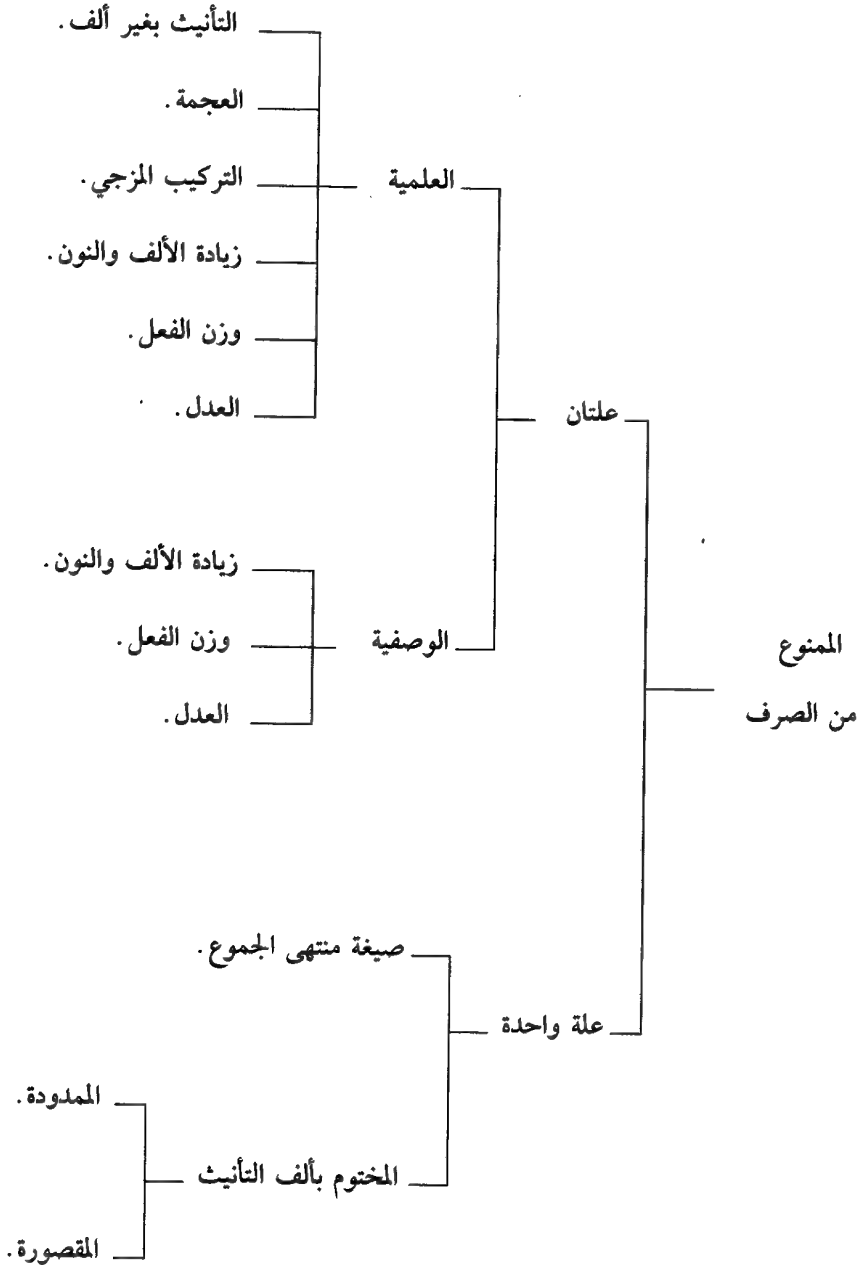 الممنوع
من الصرف
علتان
العلمية
التأنيث بغير ألف.
العجمة.
التركيب المزجي.
زيادة الألف والنون.
وزن الفعل.
العدل.
الوصفية
زيادة الألف والنون.
وزن الفعل.
العدل.
علة واحدة
صيغة منتهى الجموع.
المختوم بألف التأنيث
الممدودة.
المقصورة.